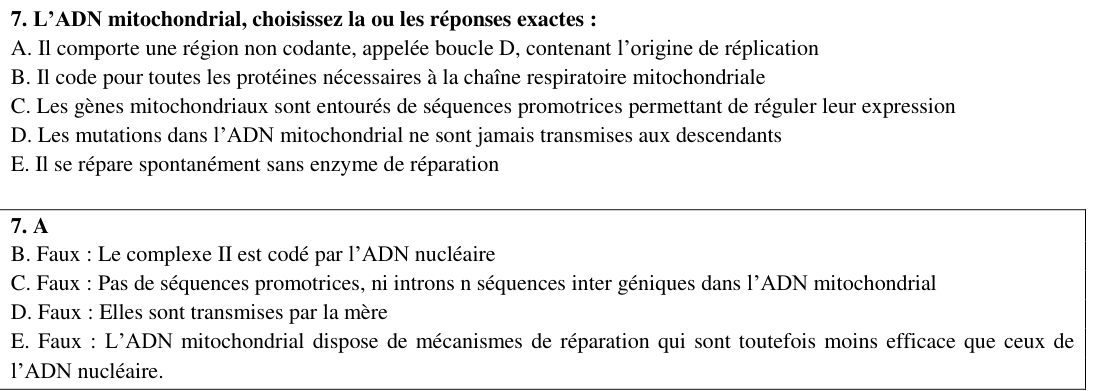 7. L’ADN mitochondrial, choisissez la ou les réponses exactes :
A. Il comporte une région non codante, appelée boucle D, contenant l’origine de réplication
B. Il code pour toutes les protéines nécessaires à la chaîne respiratoire mitochondriale
C. Les gènes mitochondriaux sont entourés de séquences promotrices permettant de réguler leur expression
D. Les mutations dans l’ADN mitochondrial ne sont jamais transmises aux descendants
E. Il se répare spontanément sans enzyme de réparation
7. A
B. Faux : Le complexe II est codé par l’ADN nucléaire
C. Faux : Pas de séquences promotrices, ni introns n séquences inter géniques dans l’ADN mitochondrial
D. Faux : Elles sont transmises par la mère
E. Faux : L’ADN mitochondrial dispose de mécanismes de réparation qui sont toutefois moins efficace que ceux de
l’ADN nucléaire.